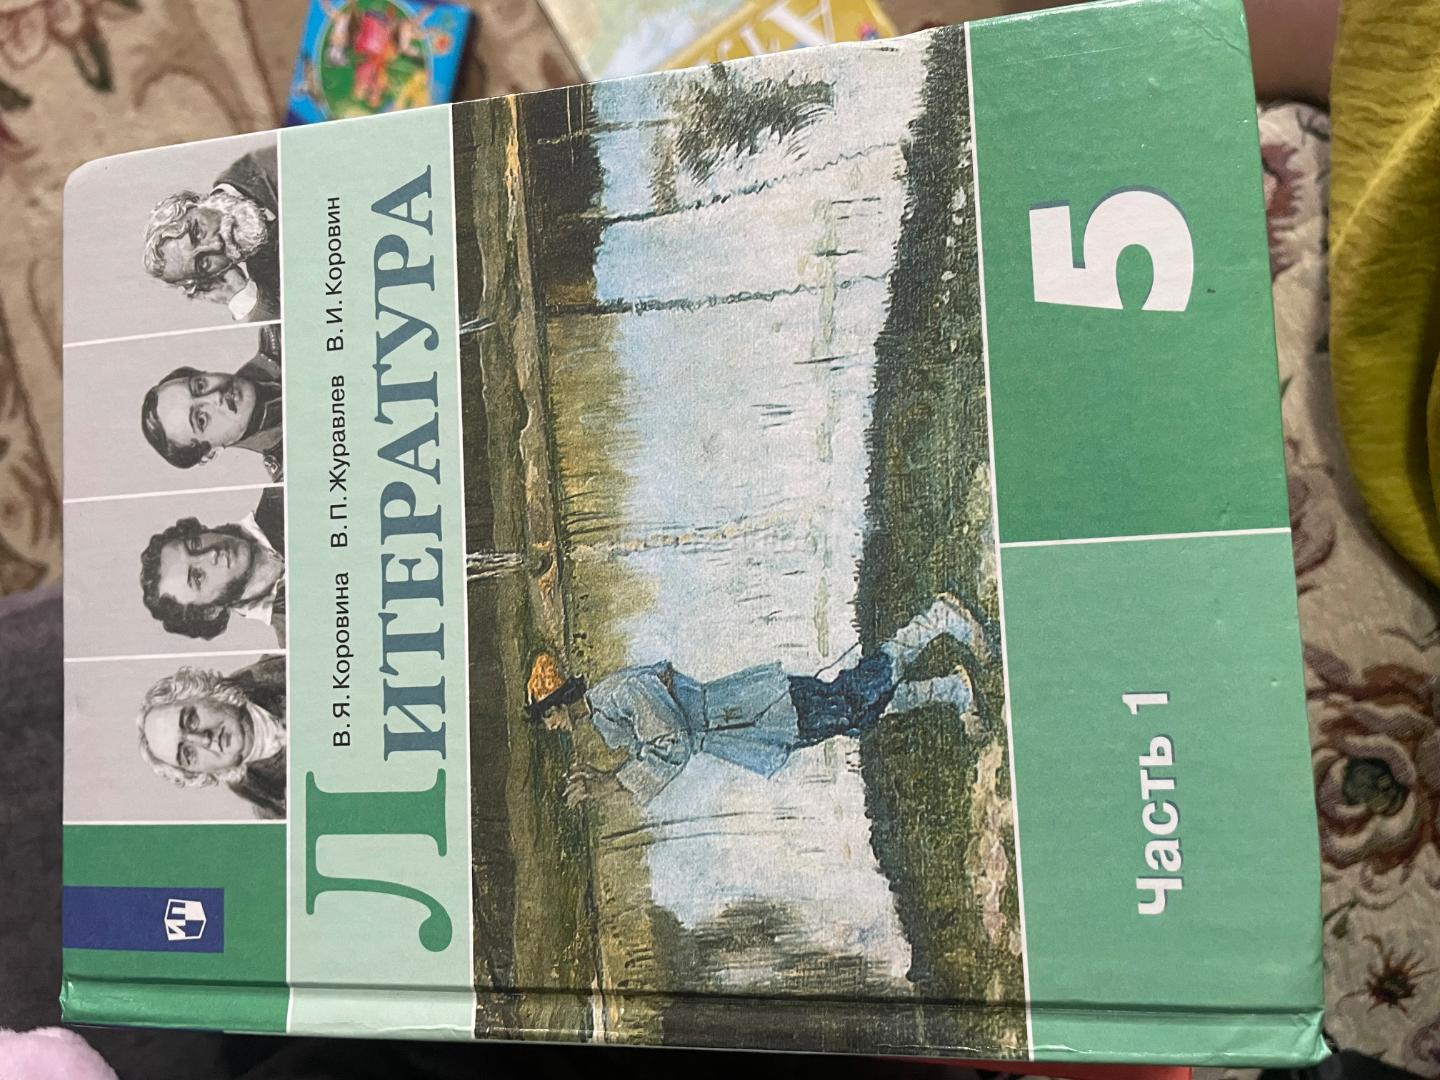 В. Я. Коровина В. П. Журавлев В. И. Коровин
ЛИТЕРАТУРА
5
Часть 1